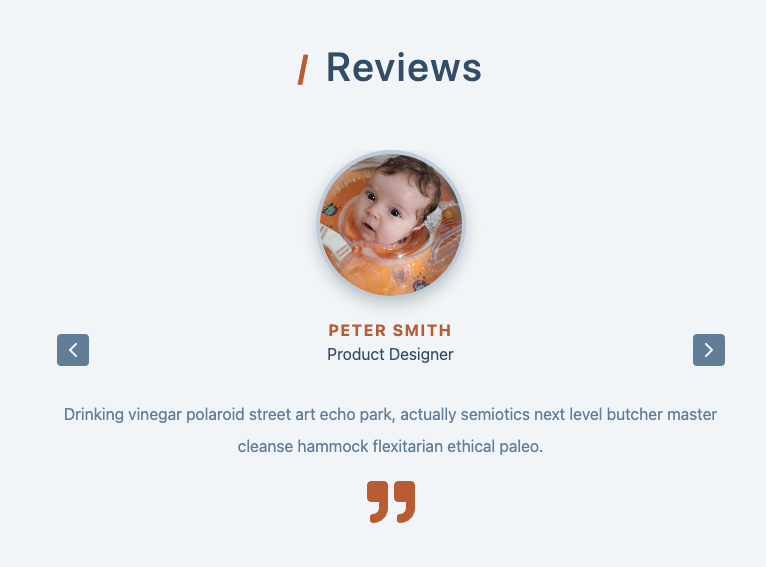 / Reviews
PETER SMITH
Product Designer
Drinking vinegar polaroid street art echo park, actually semiotics next level butcher master
cleanse hammock flexitarian ethical paleo.
”